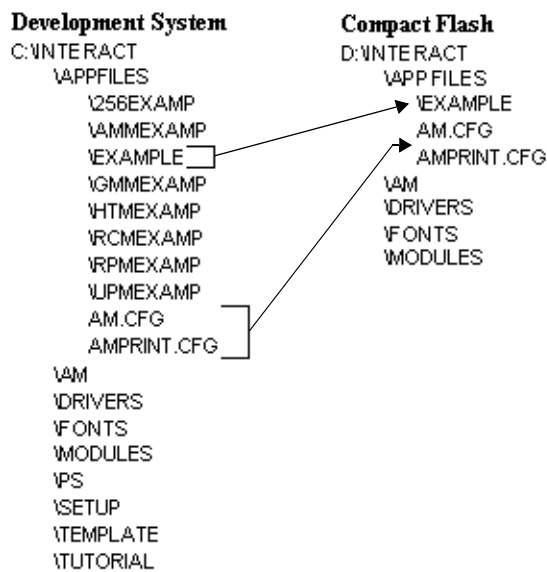 Development System
C:\INTERACT
\APPFILES
\256EXAMP
\AMMEXAMP
\EXAMPLE
\GMMEXAMP
\HTMEXAMP
\RCMEXAMP
\RPMEXAMP
\UPMEXAMP
AM.CFG
AMPRINT.CFG
\AM
\DRIVERS
\FONTS
\MODULES
\PS
\SETUP
\TEMPLATE
\TUTORIAL
Compact Flash
D:\INTERACT
\APPFILES
\EXAMPLE
AM.CFG
AMPRINT.CFG
\AM
\DRIVERS
\FONTS
\MODULES